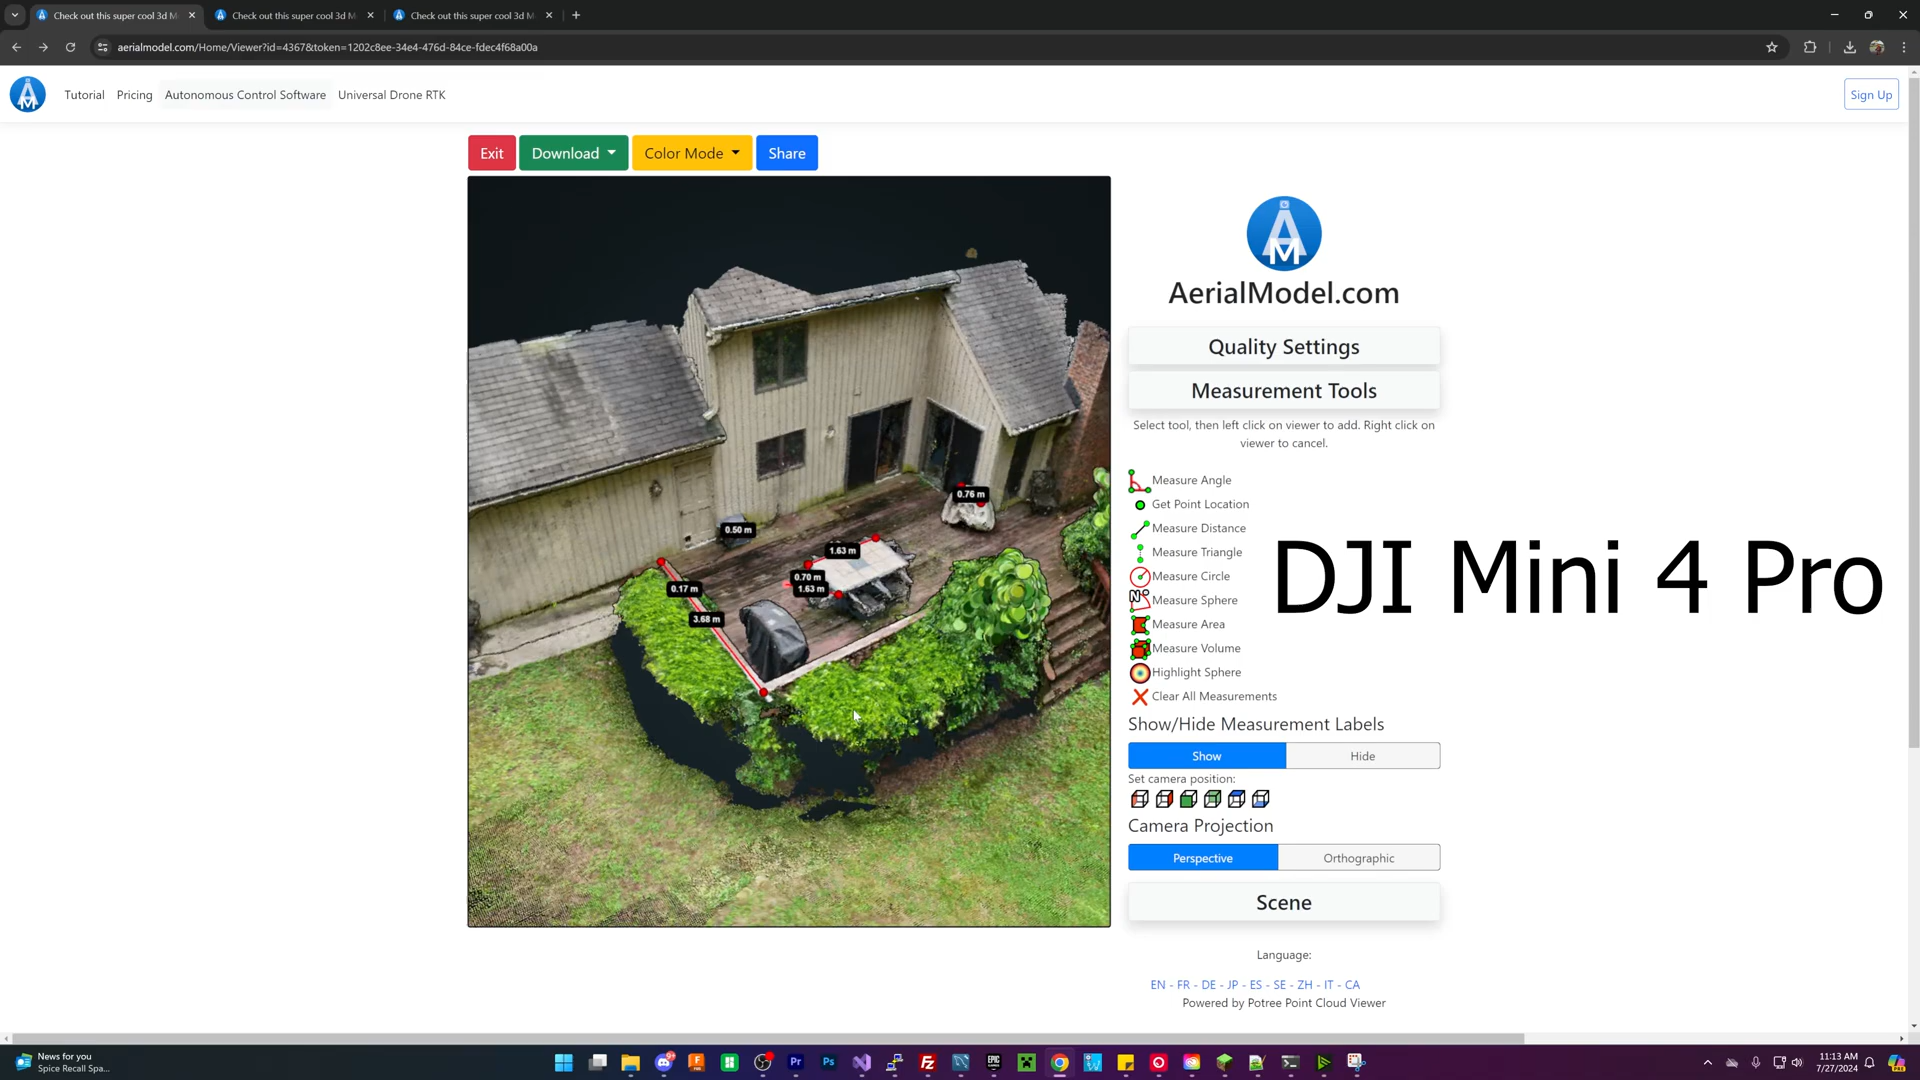 Check out this super cool 3d M
Check out this super cool 3d M
Check out this super cool 3d M
aerialmodel.com/Home/Viewer?id=4367&token=1202c8ee-34e4-476d-84ce-fdec4f68a00a
Tutorial
Pricing
Autonomous Control Software
Universal Drone RTK
Sign Up
Exit
Download
Color Mode
Share
AerialModel.com
Quality Settings
Measurement Tools
Select tool, then left click on viewer to add. Right click on
viewer to cancel.
Measure Angle
Get Point Location
Measure Distance
Measure Triangle
Measure Circle
Measure Sphere
Measure Area
Measure Volume
Highlight Sphere
Clear All Measurements
DJI Mini 4 Pro
0.76 m
0.50 m
1.63 m
0.70 m
1.63 m
0.17 m
3.68 m
Show/Hide Measurement Labels
Show
Hide
Set camera position:
Camera Projection
Perspective
Orthographic
Scene
Language:
EN - FR - DE - JP - ES - SE - ZH - IT - CA
Powered by Potree Point Cloud Viewer
News for you
Spice Recall Spa...
11:13 AM
7/27/2024